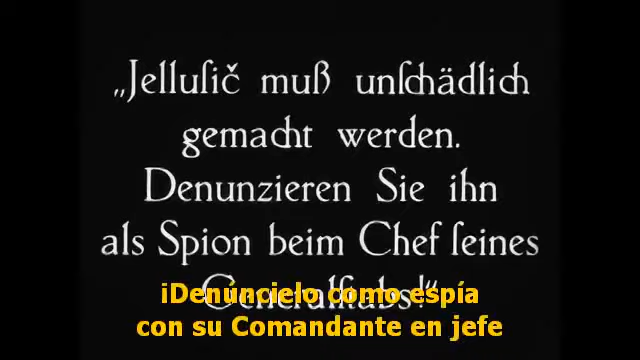 „Jelluſič muß unſchädlich
gemacht werden.
Denunzieren Sie ihn
als Spion beim Chef ſeines
Generalſtabs!“
¡Denúncielo como espía
con su Comandante en jefe